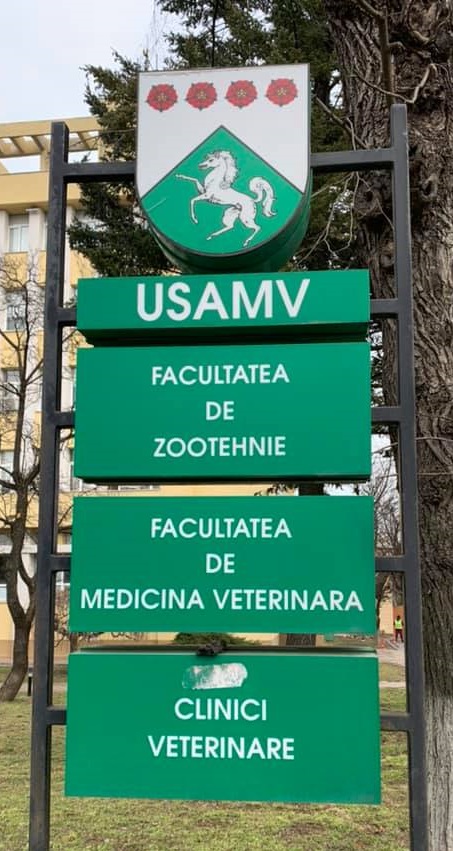 USAMV
FACULTATEA
DE
ZOOTEHNIE
FACULTATEA
DE
MEDICINA VETERINARA
CLINICI
VETERINARE